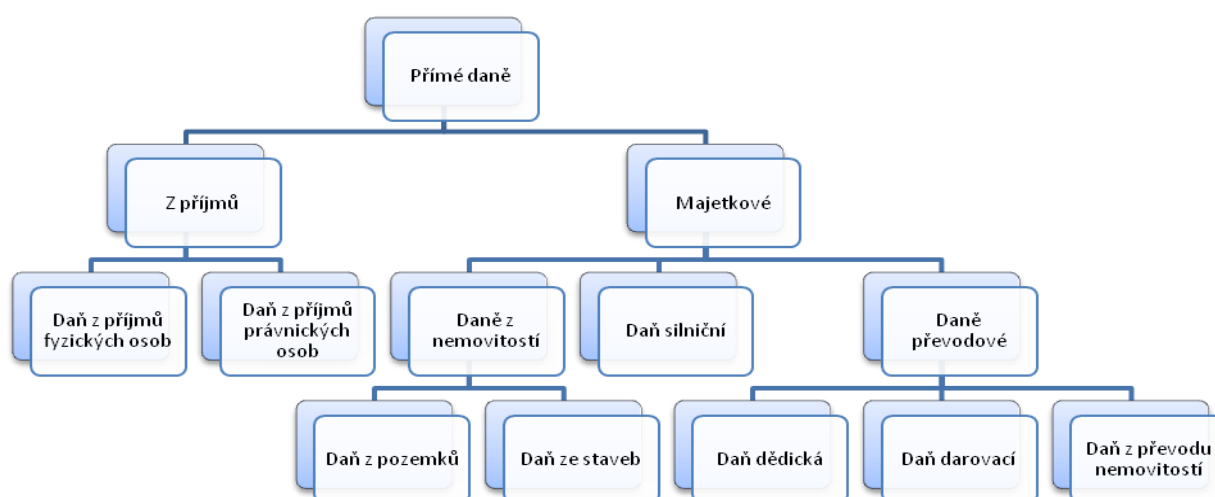 Přímé daně
Z příjmů
Majetkové
Daň z příjmů
fyzických osob
Daň z příjmů
právnických
osob
Daně z
nemovitostí
Daň silniční
Daně
převodové
Daň z pozemků
Daň ze staveb
Daň dědická
Daň darovací
Daň z převodu
nemovitostí